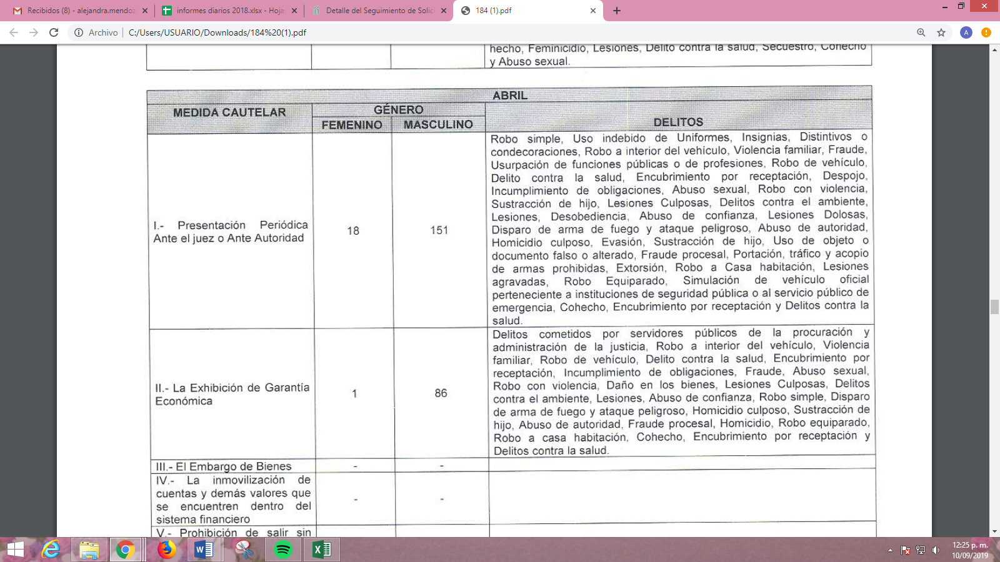 Recibidos (8) - alejandra.mendoz
informes diarios 2018.xlsx - Hoja
Detalle del Seguimiento de Solic
184 (1).pdf
Archivo
C:/Users/USUARIO/Downloads/184%20(1).pdf
A
hecho, Feminicidio, Lesiones, Delito contra la salud, Secuestro, Cohecho
y Abuso sexual.
ABRIL
MEDIDA CAUTELAR
GÉNERO
FEMENINO
MASCULINO
DELITOS
I.- Presentación Periódica
Ante el juez o Ante Autoridad
18
151
Robo simple, Uso indebido de Uniformes, Insignias, Distintivos o
condecoraciones, Robo a interior del vehículo, Violencia familiar, Fraude,
Usurpación de funciones públicas o de profesiones, Robo de vehículo,
Delito contra la salud, Encubrimiento por receptación, Despojo,
Incumplimiento de obligaciones, Abuso sexual, Robo con violencia,
Sustracción de hijo, Lesiones Culposas, Delitos contra el ambiente,
Lesiones, Desobediencia, Abuso de confianza, Lesiones Dolosas,
Disparo de arma de fuego y ataque peligroso, Abuso de autoridad,
Homicidio culposo, Evasión, Sustracción de hijo, Uso de objeto o
documento falso o alterado, Fraude procesal, Portación, tráfico y acopio
de armas prohibidas, Extorsión, Robo a Casa habitación, Lesiones
agravadas, Robo Equiparado, Simulación de vehículo oficial
perteneciente a instituciones de seguridad pública o al servicio público de
emergencia, Cohecho, Encubrimiento por receptación y Delitos contra la
salud.
II.- La Exhibición de Garantía
Económica
1
86
Delitos cometidos por servidores públicos de la procuración y
administración de la justicia, Robo a interior del vehículo, Violencia
familiar, Robo de vehículo, Delito contra la salud, Encubrimiento por
receptación, Incumplimiento de obligaciones, Fraude, Abuso sexual,
Robo con violencia, Daño en los bienes, Lesiones Culposas, Delitos
contra el ambiente, Lesiones, Abuso de confianza, Robo simple, Disparo
de arma de fuego y ataque peligroso, Homicidio culposo, Sustracción de
hijo, Abuso de autoridad, Fraude procesal, Homicidio, Robo equiparado,
Robo a casa habitación, Cohecho, Encubrimiento por receptación y
Delitos contra la salud.
III.- El Embargo de Bienes
-
-
IV.- La inmovilización de
cuentas y demás valores que
se encuentren dentro del
sistema financiero
-
-
V.- Prohibición de salir sin
12:25 p. m.
10/09/2019